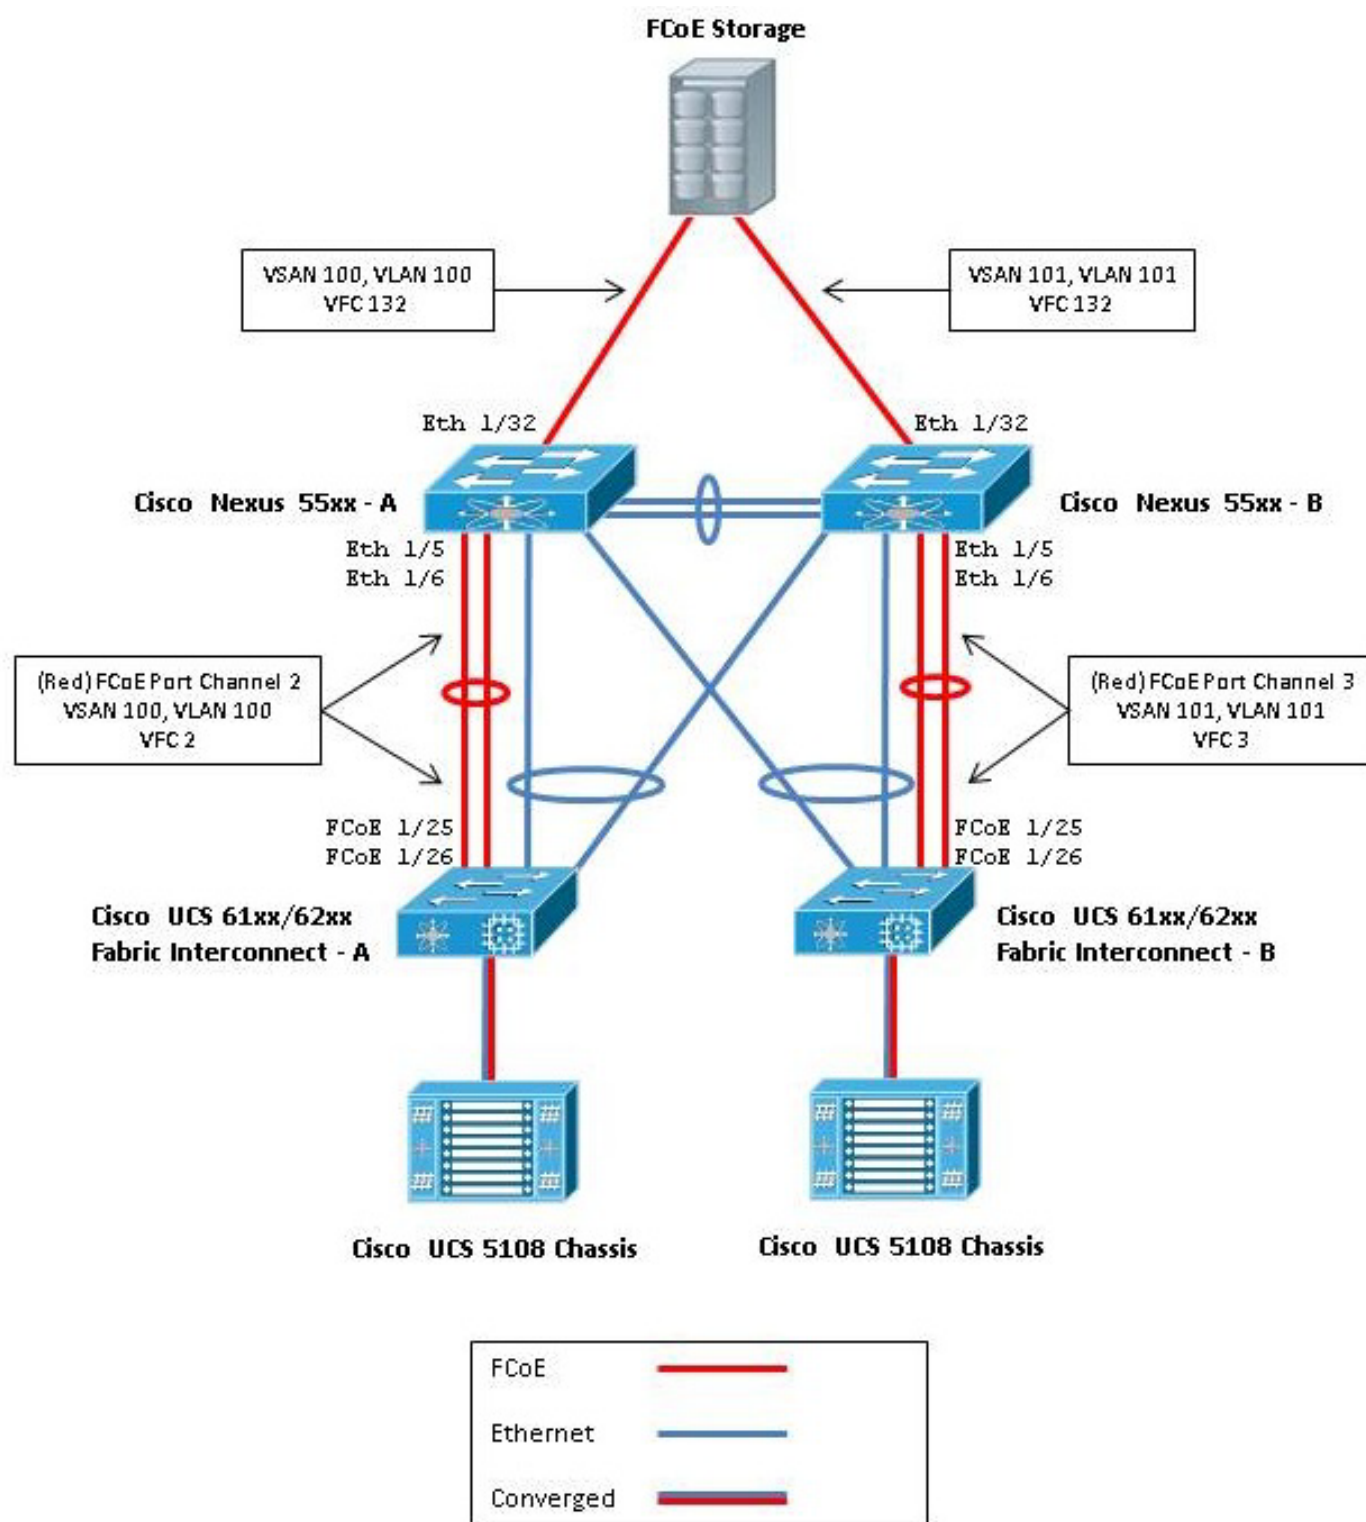 FCoE Storage
VSAN 100, VLAN 100
VFC 132
VSAN 101, VLAN 101
VFC 132
Eth 1/32
Eth 1/32
Cisco Nexus 55xx - A
Cisco Nexus 55xx - B
Eth 1/5
Eth 1/6
Eth 1/5
Eth 1/6
(Red) FCoE Port Channel 2
VSAN 100, VLAN 100
VFC 2
(Red) FCoE Port Channel 3
VSAN 101, VLAN 101
VFC 3
FCoE 1/25
FCoE 1/26
FCoE 1/25
FCoE 1/26
Cisco UCS 61xx/62xx
Fabric Interconnect - A
Cisco UCS 61xx/62xx
Fabric Interconnect - B
Cisco UCS 5108 Chassis
Cisco UCS 5108 Chassis
FCoE
Ethernet
Converged